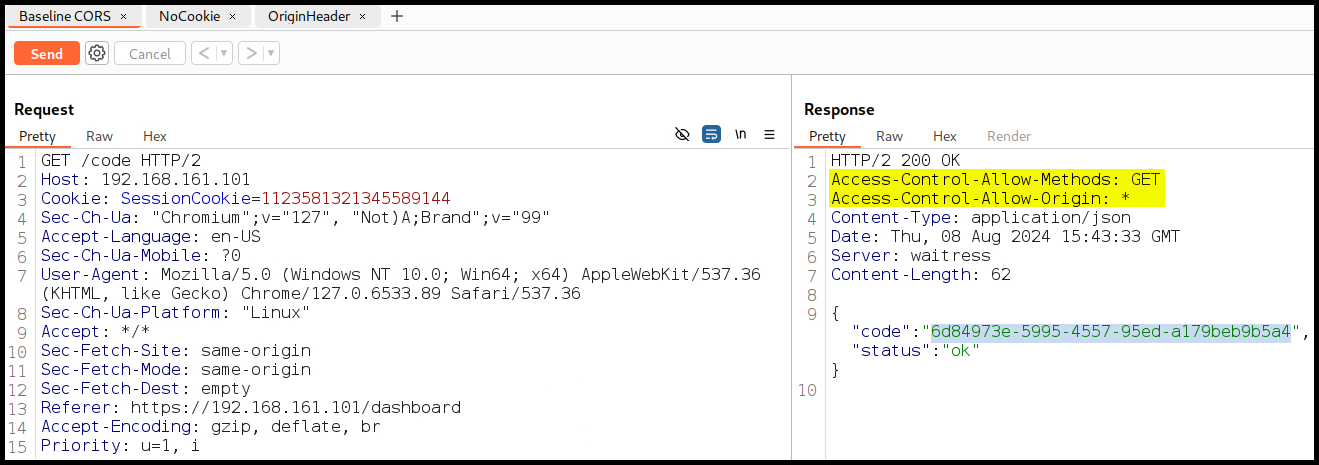 Baseline CORS × NoCookie × OriginHeader × +
Send Cancel < ▼ > ▼
Request
Pretty Raw Hex \n
1 GET /code HTTP/2
2 Host: 192.168.161.101
3 Cookie: SessionCookie=1123581321345589144
4 Sec-Ch-Ua: "Chromium";v="127", "Not)A;Brand";v="99"
5 Accept-Language: en-US
6 Sec-Ch-Ua-Mobile: ?0
7 User-Agent: Mozilla/5.0 (Windows NT 10.0; Win64; x64) AppleWebKit/537.36
(KHTML, like Gecko) Chrome/127.0.6533.89 Safari/537.36
8 Sec-Ch-Ua-Platform: "Linux"
9 Accept: */*
10 Sec-Fetch-Site: same-origin
11 Sec-Fetch-Mode: same-origin
12 Sec-Fetch-Dest: empty
13 Referer: https://192.168.161.101/dashboard
14 Accept-Encoding: gzip, deflate, br
15 Priority: u=1, i
Response
Pretty Raw Hex Render
1 HTTP/2 200 OK
2 Access-Control-Allow-Methods: GET
3 Access-Control-Allow-Origin: *
4 Content-Type: application/json
5 Date: Thu, 08 Aug 2024 15:43:33 GMT
6 Server: waitress
7 Content-Length: 62
8
9 {
"code":"6d84973e-5995-4557-95ed-a179beb9b5a4",
"status":"ok"
}
10